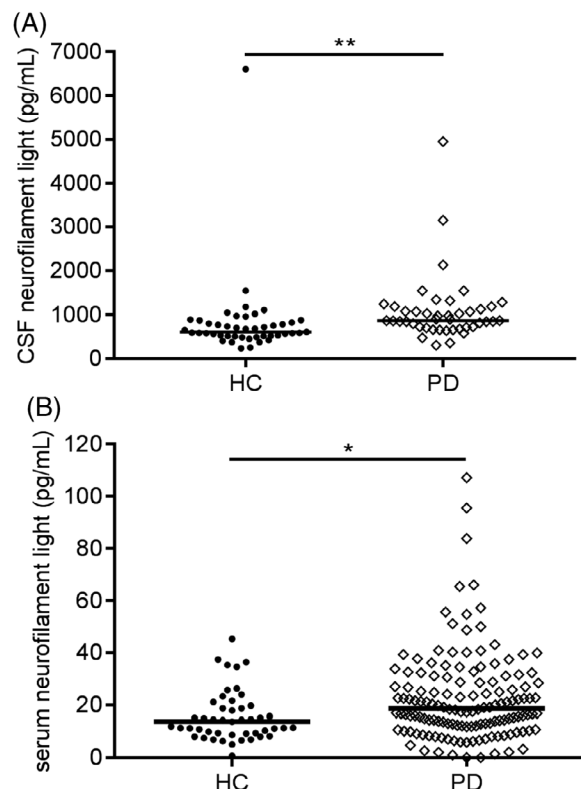 (A)
**
CSF neurofilament light (pg/mL)
7000
6000
5000
4000
3000
2000
1000
0
HC
PD
(B)
*
serum neurofilament light (pg/mL)
120
100
80
60
40
20
0
HC
PD